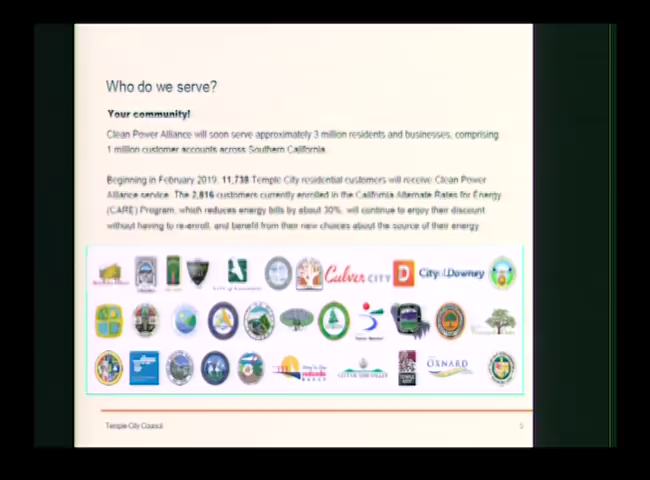 Who do we serve?
Your community!
Clean Power Alliance will soon serve approximately 3 million residents and businesses, comprising
1 million customer accounts across Southern California.
Beginning in February 2019, 11,738 Temple City residential customers will receive Clean Power
Alliance service. The 2,816 customers currently enrolled in the California Alternate Rates for Energy
(CARE) Program, which reduces energy bills by about 30%, will continue to enjoy their discount
without having to re-enroll, and benefit from their new choices about the source of their energy.
Culver CITY
City of Downey
OXNARD
Temple City Council
5